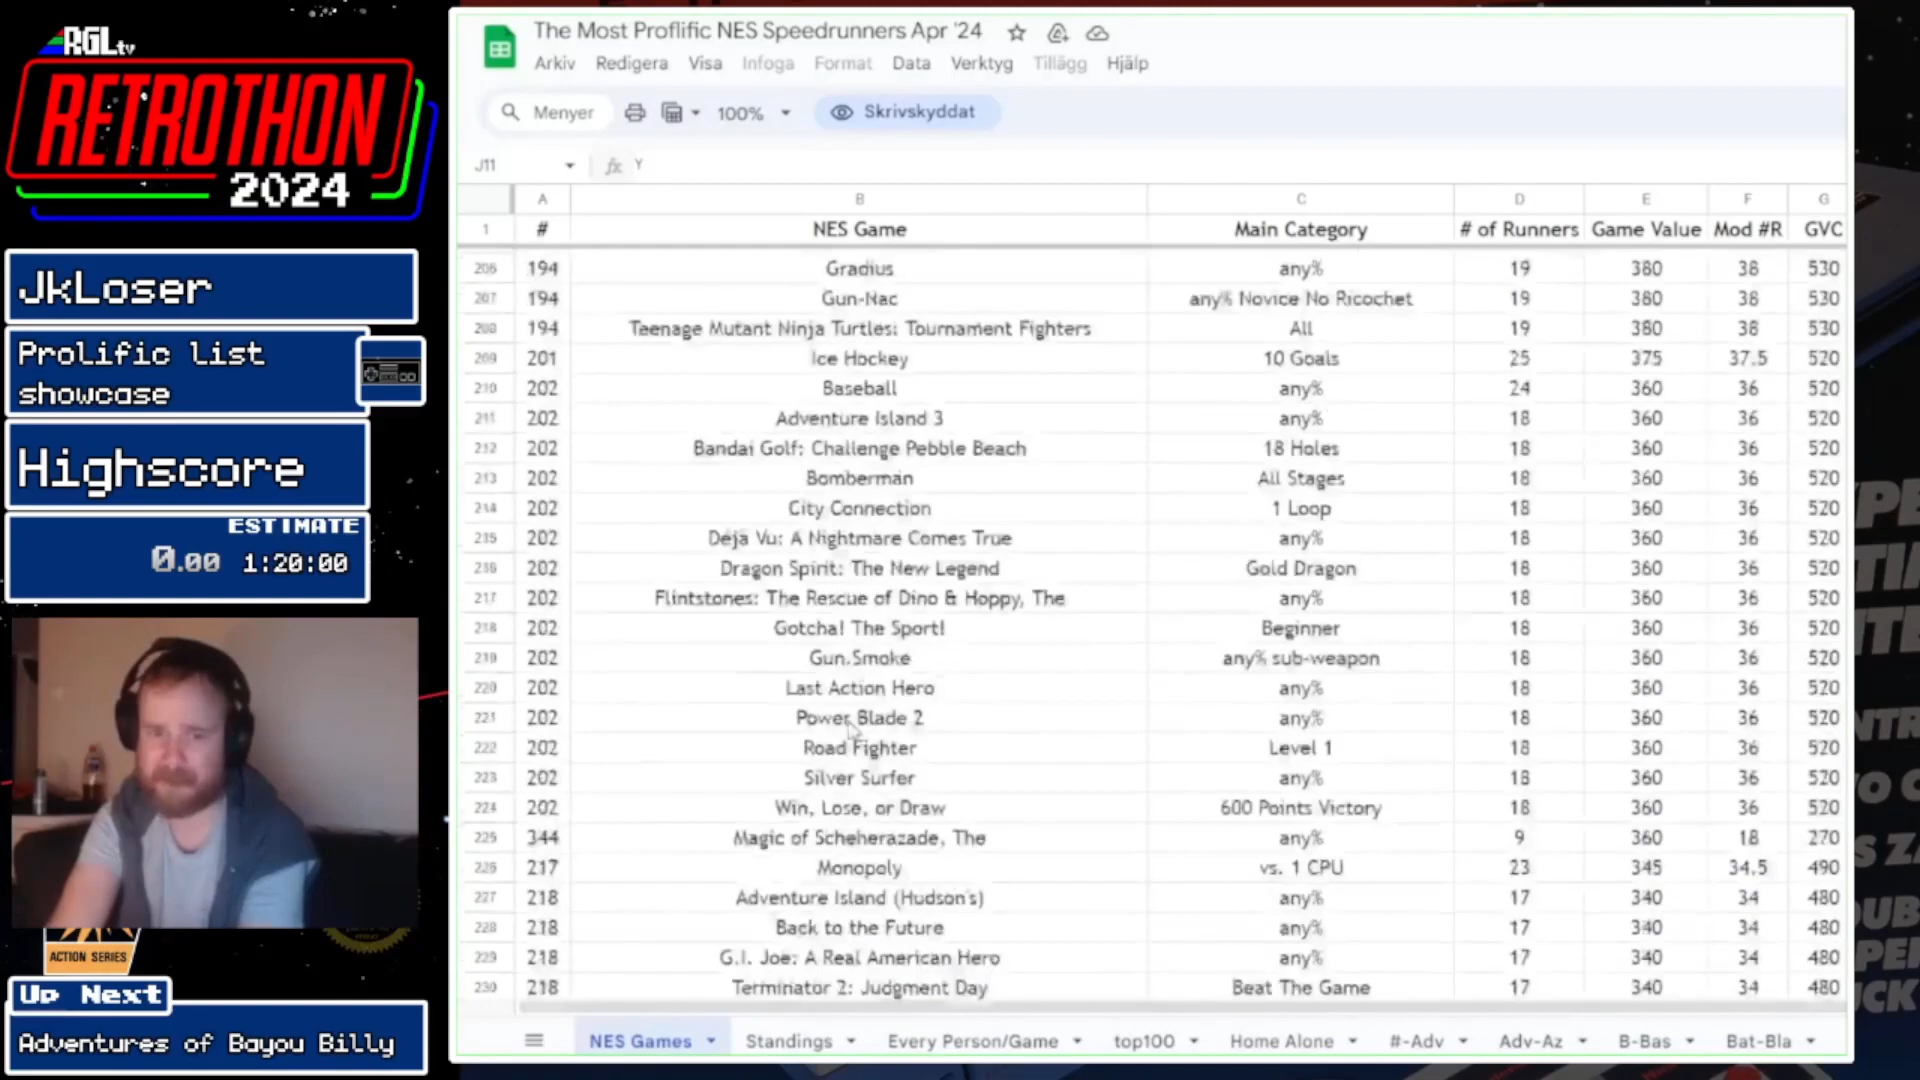 RGLtv
RETROTHON
2024
JkLoser
Prolific list
showcase
Highscore
ESTIMATE
0.00 1:20:00
ACTION SERIES
Up Next
Adventures of Bayou Billy
The Most Proflific NES Speedrunners Apr '24
Arkiv Redigera Visa Infoga Format Data Verktyg Tillägg Hjälp
Menyer 100% Skrivskyddat
J11 fx Y
A B C D E F G
1 # NES Game Main Category # of Runners Game Value Mod #R GVC
206 194 Gradius any% 19 380 38 530
207 194 Gun-Nac any% Novice No Ricochet 19 380 38 530
208 194 Teenage Mutant Ninja Turtles: Tournament Fighters All 19 380 38 530
209 201 Ice Hockey 10 Goals 25 375 37.5 520
210 202 Baseball any% 24 360 36 520
211 202 Adventure Island 3 any% 18 360 36 520
212 202 Bandai Golf: Challenge Pebble Beach 18 Holes 18 360 36 520
213 202 Bomberman All Stages 18 360 36 520
214 202 City Connection 1 Loop 18 360 36 520
215 202 Déjà Vu: A Nightmare Comes True any% 18 360 36 520
216 202 Dragon Spirit: The New Legend Gold Dragon 18 360 36 520
217 202 Flintstones: The Rescue of Dino & Hoppy, The any% 18 360 36 520
218 202 Gotcha! The Sport! Beginner 18 360 36 520
219 202 Gun.Smoke any% sub-weapon 18 360 36 520
220 202 Last Action Hero any% 18 360 36 520
221 202 Power Blade 2 any% 18 360 36 520
222 202 Road Fighter Level 1 18 360 36 520
223 202 Silver Surfer any% 18 360 36 520
224 202 Win, Lose, or Draw 600 Points Victory 18 360 36 520
225 344 Magic of Scheherazade, The any% 9 360 18 270
226 217 Monopoly vs. 1 CPU 23 345 34.5 490
227 218 Adventure Island (Hudson's) any% 17 340 34 480
228 218 Back to the Future any% 17 340 34 480
229 218 G.I. Joe: A Real American Hero any% 17 340 34 480
230 218 Terminator 2: Judgment Day Beat The Game 17 340 34 480
NES Games Standings Every Person/Game top100 Home Alone #-Adv Adv-Az B-Bas Bat-Bla